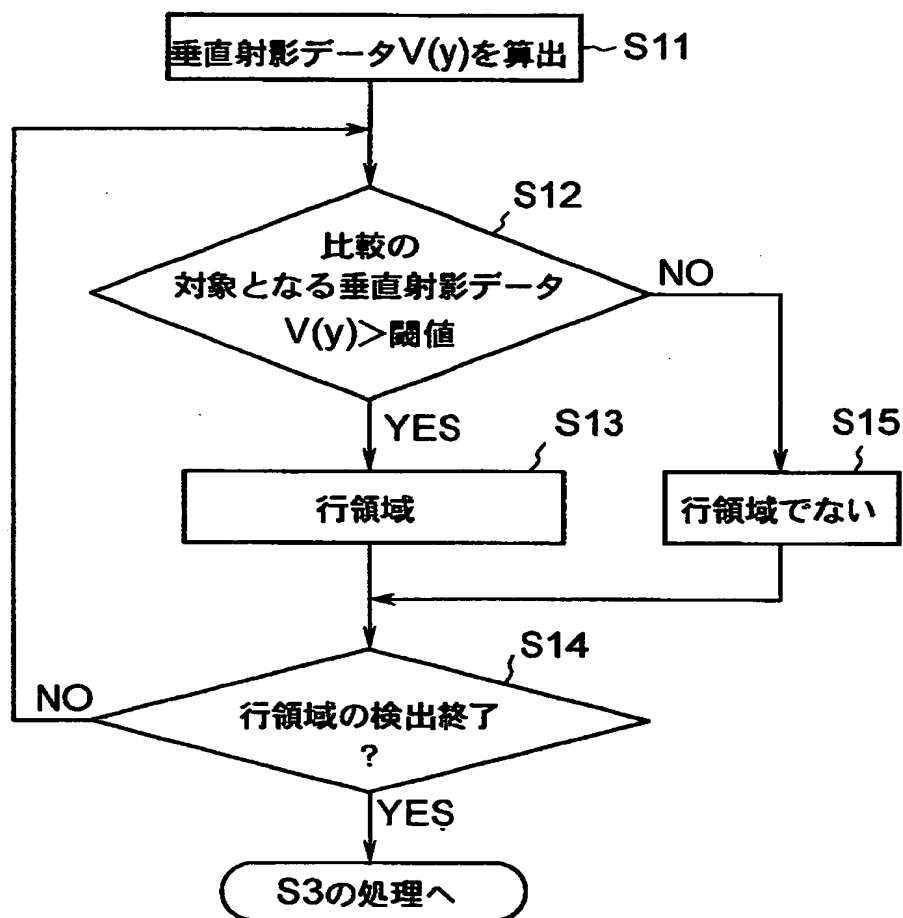 垂直射影データV(y)を算出
S11
S12
比較の
対象となる垂直射影データ
V(y)>閾値
NO
YES
S13
S15
行領域
行領域でない
S14
NO
行領域の検出終了
?
YES
S3の処理へ